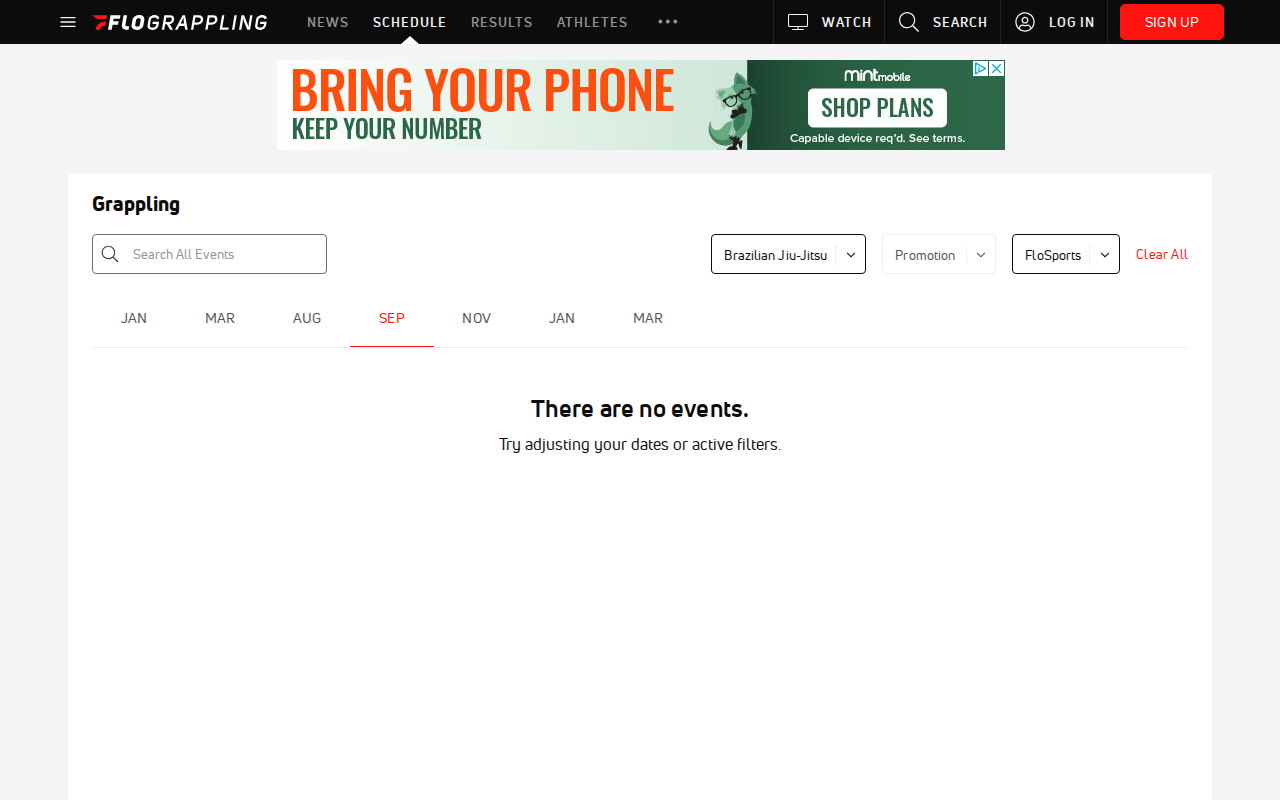 FLOGRAPPLING NEWS SCHEDULE RESULTS ATHLETES WATCH SEARCH LOG IN SIGN UP
BRING YOUR PHONE
KEEP YOUR NUMBER
mint mobile
SHOP PLANS
Capable device req'd. See terms.
Grappling
Search All Events
Brazilian Jiu-Jitsu
Promotion
FloSports
Clear All
JAN MAR AUG SEP NOV JAN MAR
There are no events.
Try adjusting your dates or active filters.